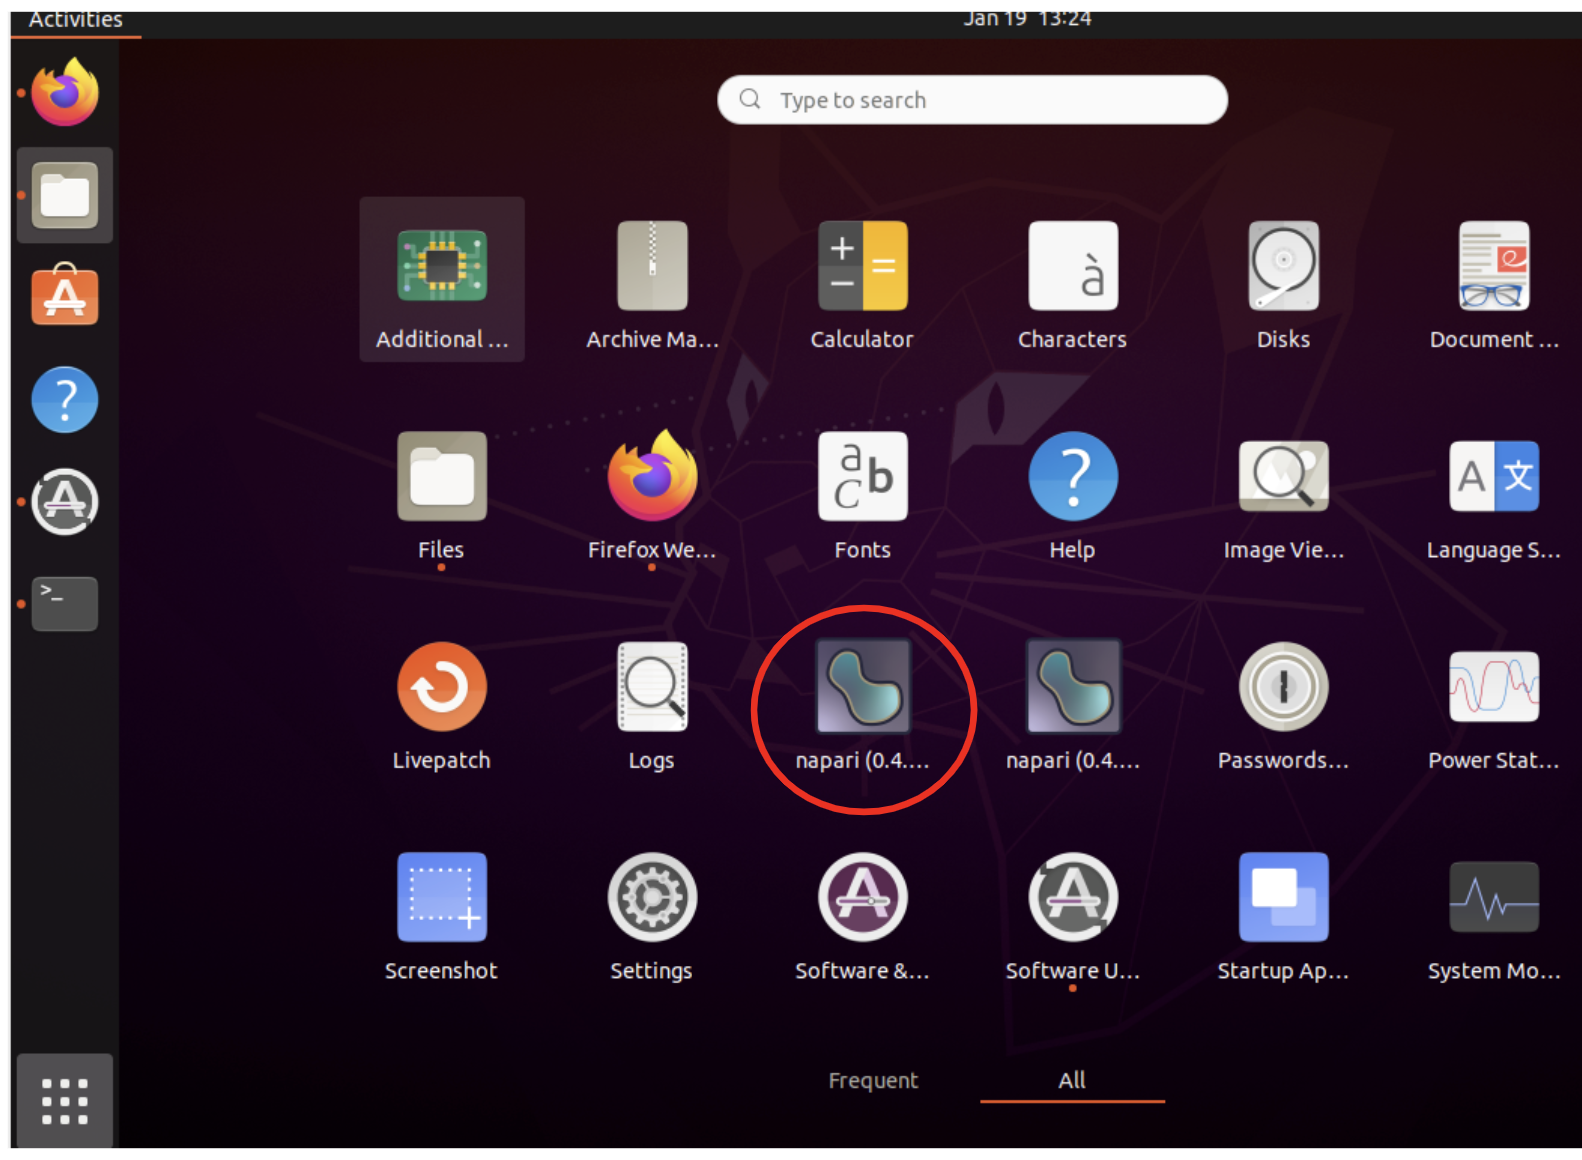 Activities
Jan 19 13:24
Type to search
Additional ...
Archive Ma...
Calculator
Characters
Disks
Document ...
Files
Firefox We...
Fonts
Help
Image Vie...
Language S...
Livepatch
Logs
napari (0.4....
napari (0.4....
Passwords...
Power Stat...
Screenshot
Settings
Software &...
Software U...
Startup Ap...
System Mo...
Frequent
All